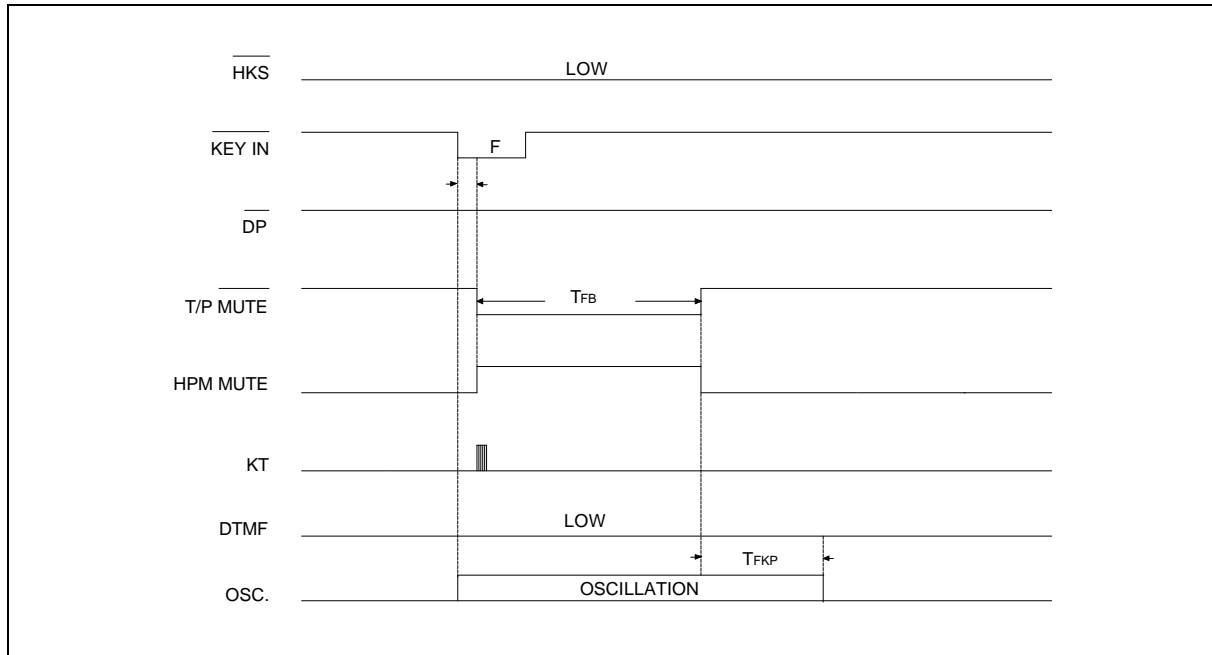 HKS
LOW
KEY IN
F
DP
T/P MUTE
TFB
HPM MUTE
KT
DTMF
LOW
TFKP
OSC.
OSCILLATION